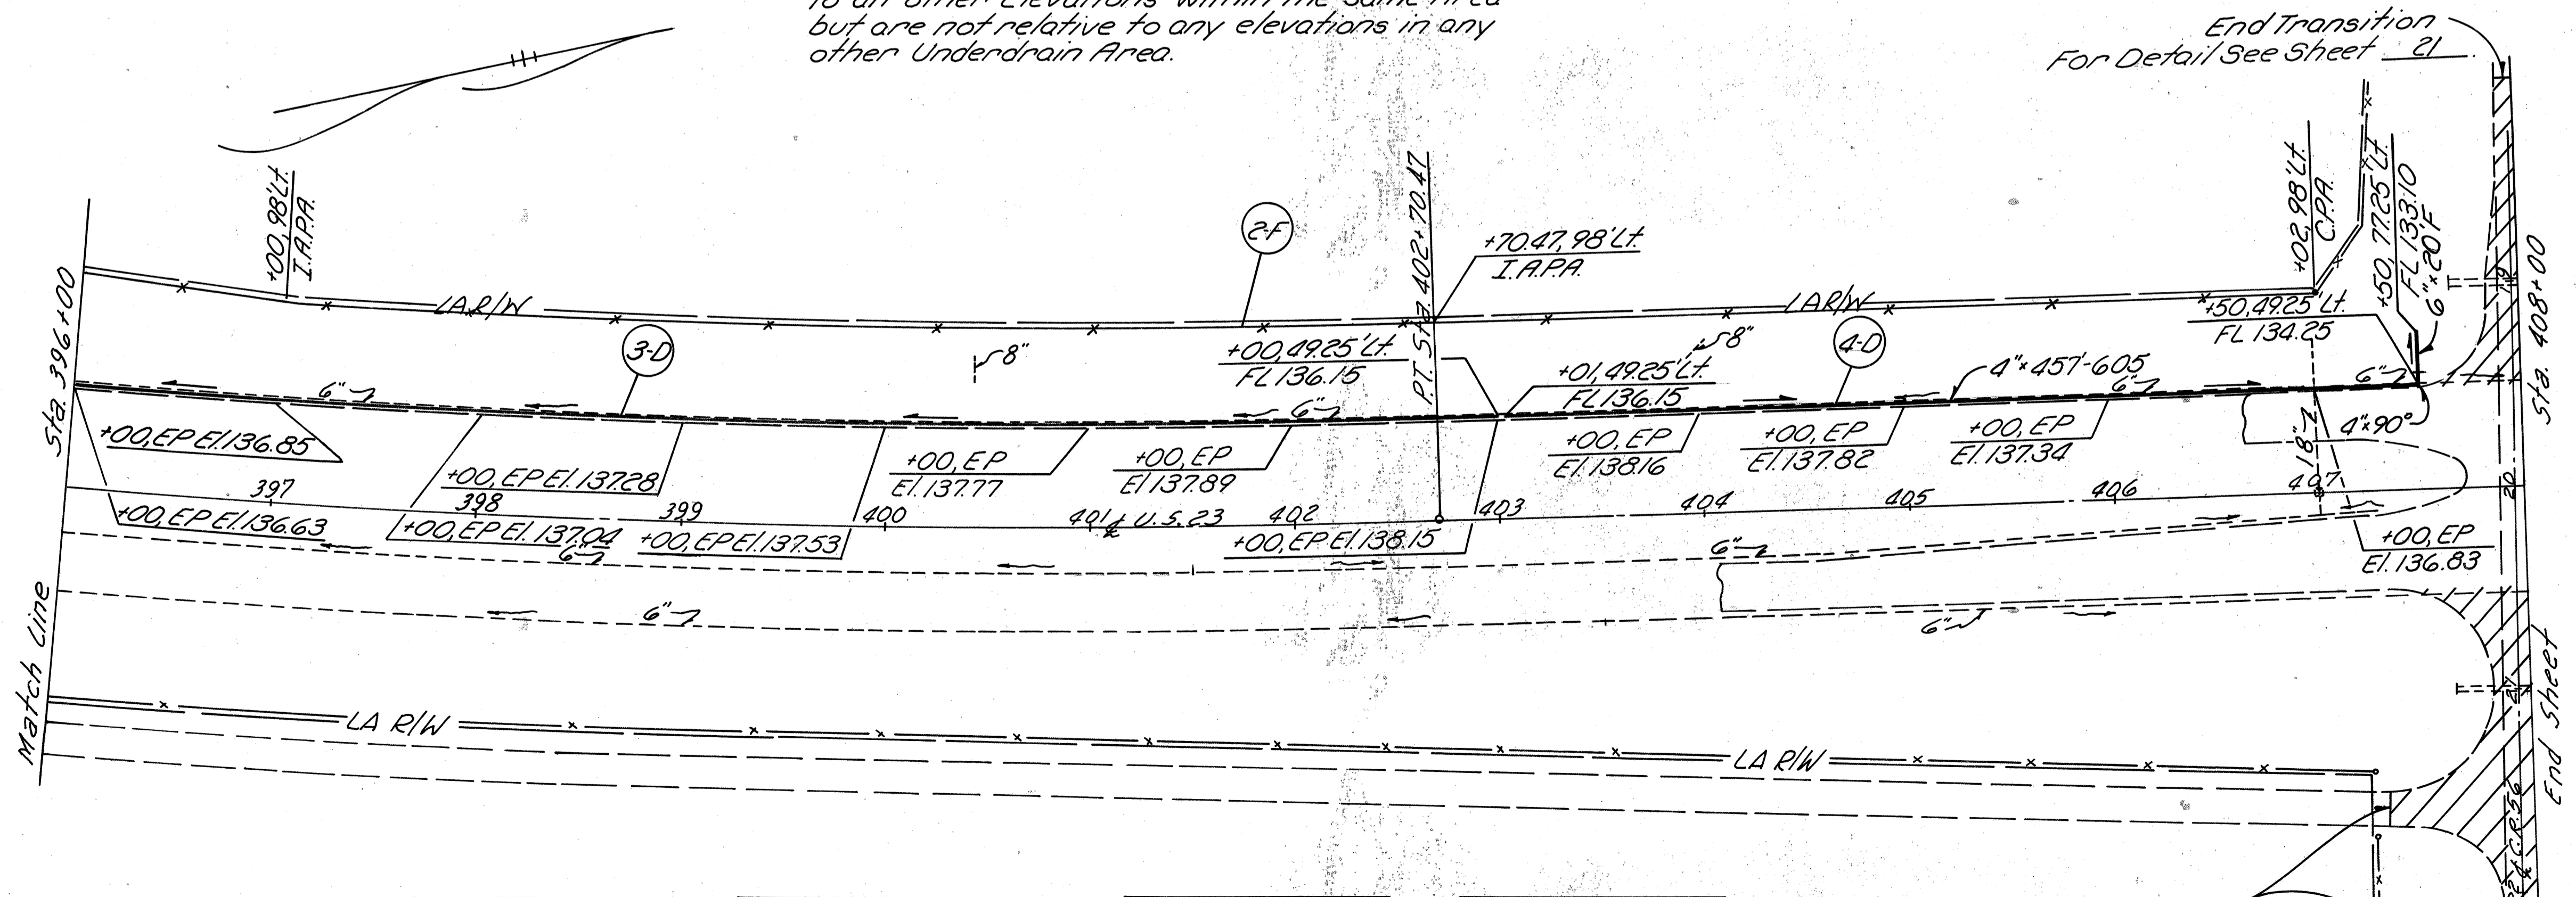 but are not relative to any elevations in any
other Underdrain Area.
End Transition
For Detail See Sheet 21
+00, 98' Lt.
I.A.P.A.
2-F
P.T. Sta. 402+70.47
+70.47, 98' Lt.
I.A.P.A.
+02, 98' Lt.
C.P.A.
+50, 77.25' Lt.
FL 133.10
6" x 20' F
Sta. 396+00
Sta. 408+00
LA R/W
LA R/W
19
3-D
8"
+00, 49.25' Lt.
FL 136.15
8"
4-D
+50, 49.25' Lt.
FL 134.25
+01, 49.25' Lt.
FL 136.15
4" x 457'-605
6"
6"
6"
6"
4" x 90°
18"
+00, EP El. 136.85
+00, EP El. 137.28
+00, EP
El. 137.77
+00, EP
El. 137.89
+00, EP
El. 138.16
+00, EP
El. 137.82
+00, EP
El. 137.34
397
398
399
400
401
℄ U.S. 23
402
403
404
405
406
407
20
+00, EP El. 136.63
+00, EP El. 137.04
+00, EP El. 137.53
+00, EP El. 138.15
+00, EP
El. 136.83
6"
6"
6"
6"
Match Line
End Sheet
LA R/W
LA R/W
21
C.R. 56
22